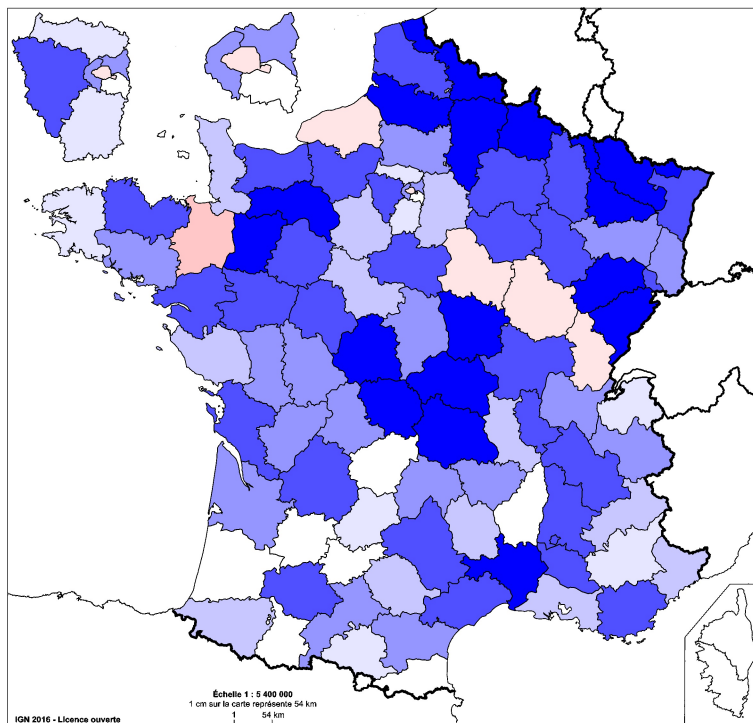 Échelle 1 : 5 400 000
1 cm sur la carte représente 54 km
1 54 km
IGN 2016 - Licence ouverte